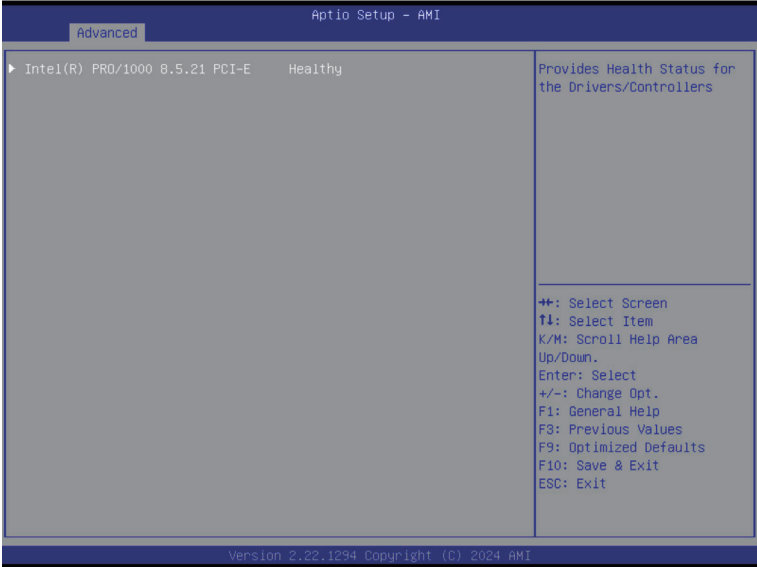 Aptio Setup – AMI
Advanced
▶ Intel(R) PRO/1000 8.5.21 PCI-E Healthy
Provides Health Status for
the Drivers/Controllers
→←: Select Screen
↑↓: Select Item
K/M: Scroll Help Area
Up/Down.
Enter: Select
+/-: Change Opt.
F1: General Help
F3: Previous Values
F9: Optimized Defaults
F10: Save & Exit
ESC: Exit
Version 2.22.1294 Copyright (C) 2024 AMI